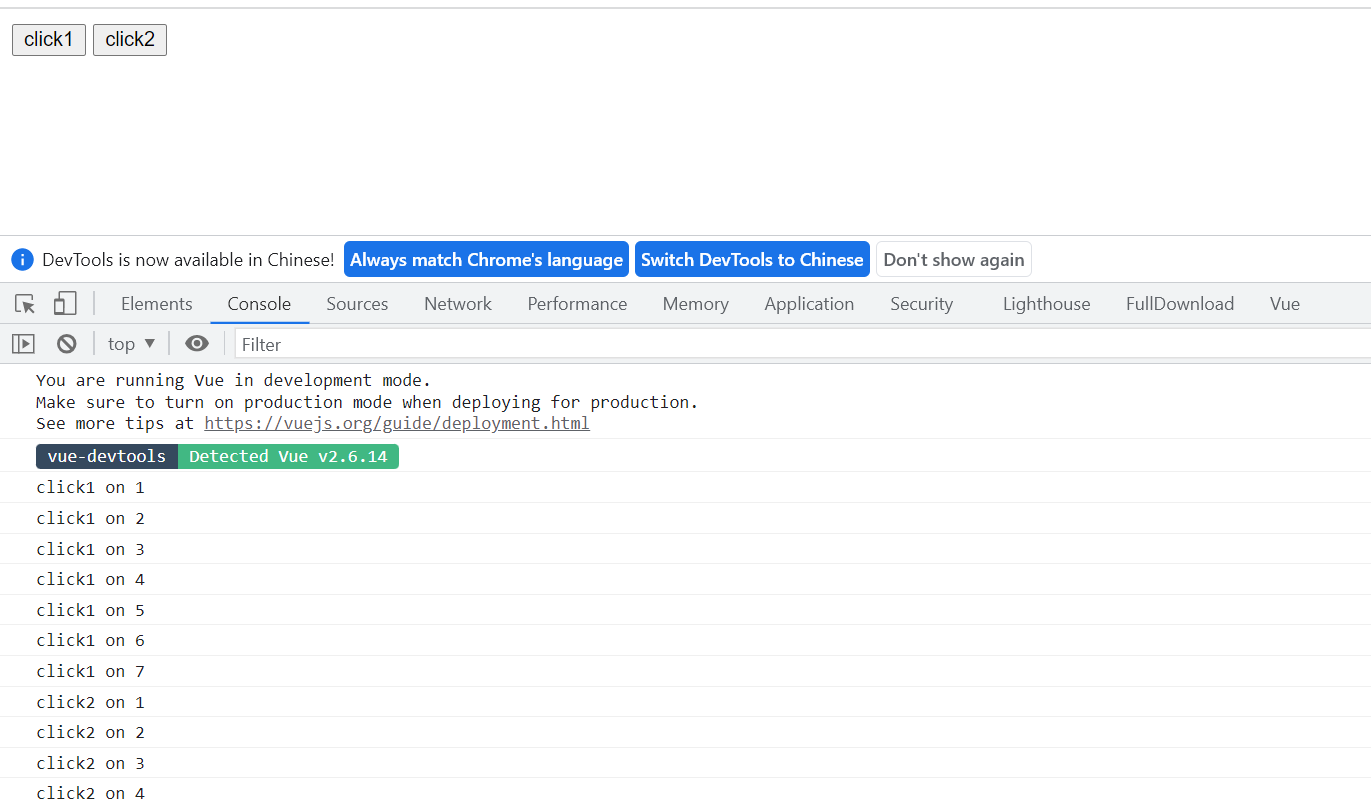 click1 click2
DevTools is now available in Chinese! Always match Chrome's language Switch DevTools to Chinese Don't show again
Elements Console Sources Network Performance Memory Application Security Lighthouse FullDownload Vue
top ▼ Filter
You are running Vue in development mode.
Make sure to turn on production mode when deploying for production.
See more tips at https://vuejs.org/guide/deployment.html
vue-devtools Detected Vue v2.6.14
click1 on 1
click1 on 2
click1 on 3
click1 on 4
click1 on 5
click1 on 6
click1 on 7
click2 on 1
click2 on 2
click2 on 3
click2 on 4